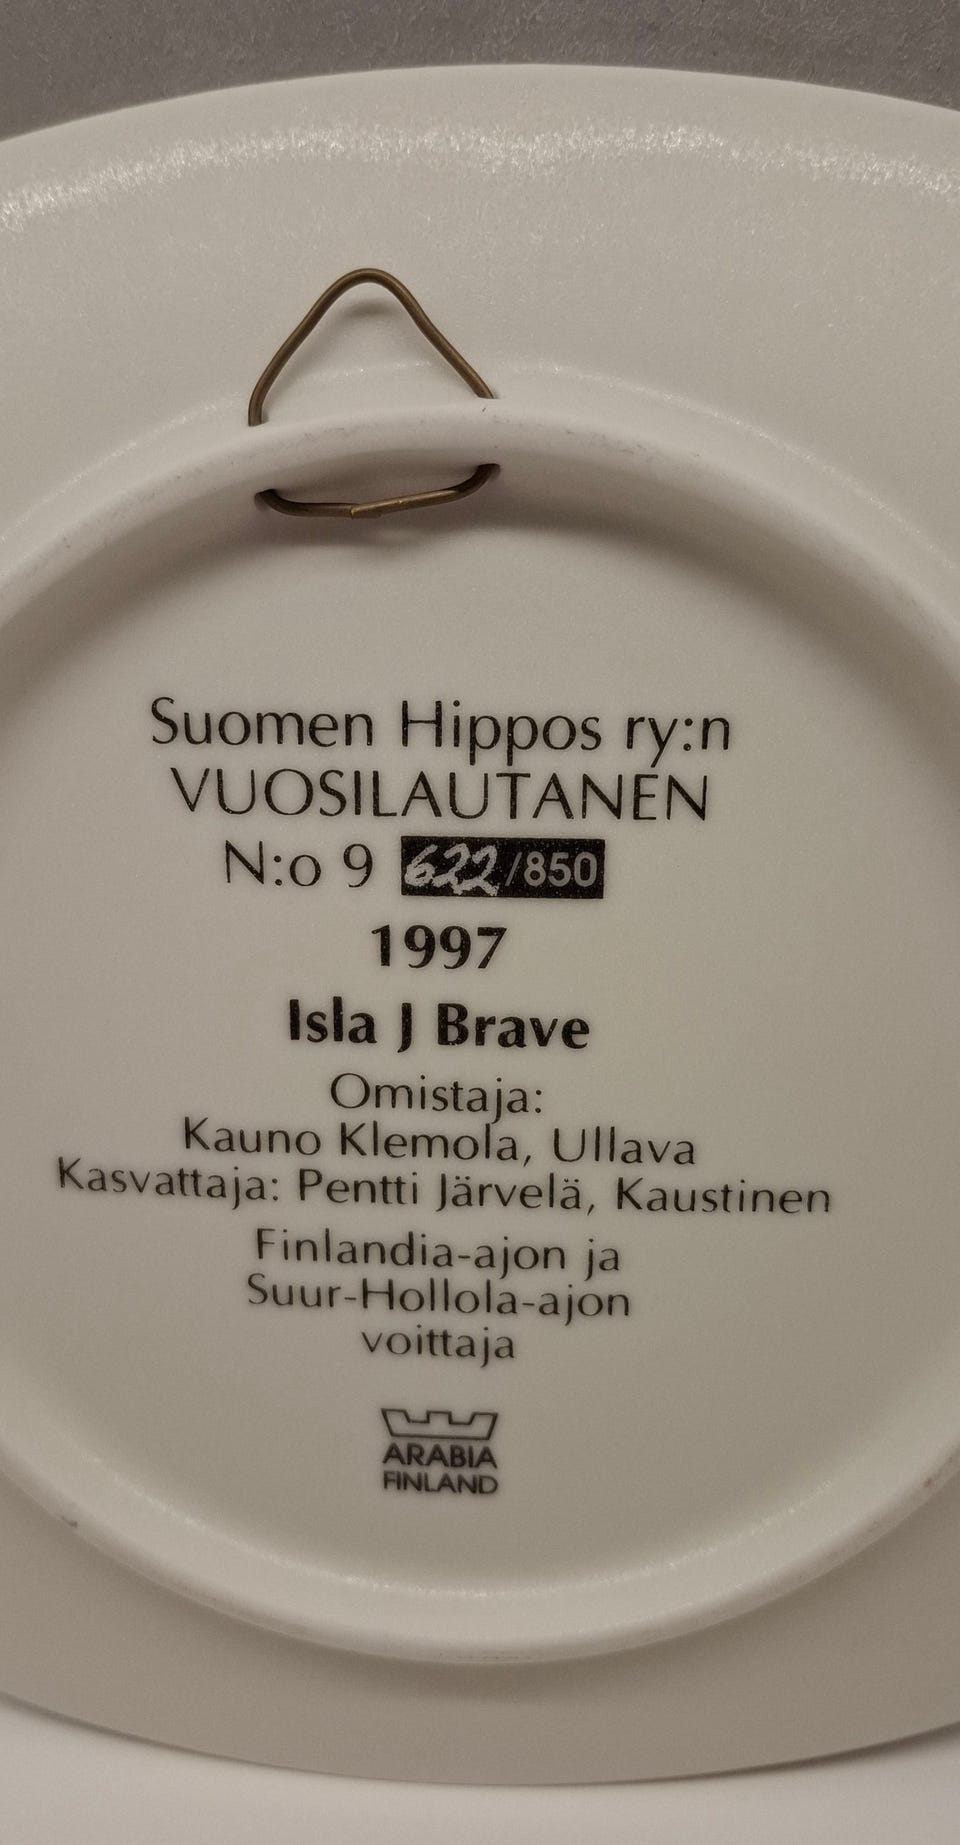 Suomen Hippos ry:n
VUOSILAUTANEN
N:o 9 622/850
1997
Isla J Brave
Omistaja:
Kauno Klemola, Ullava
Kasvattaja: Pentti Järvelä, Kaustinen
Finlandia-ajon ja
Suur-Hollola-ajon
voittaja
ARABIA
FINLAND